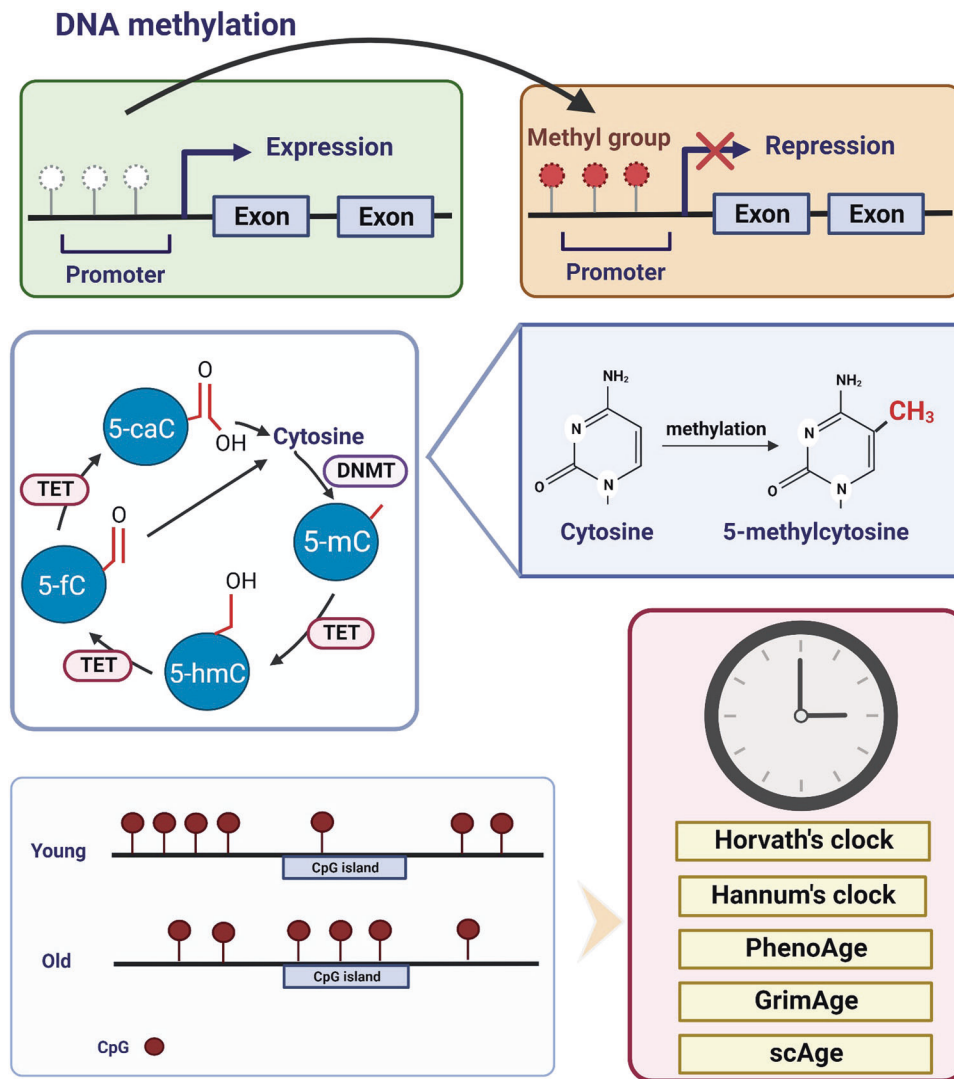 DNA methylation
Expression
Exon
Exon
Promoter
Methyl group
Repression
Exon
Exon
Promoter
O
5-caC
OH
Cytosine
DNMT
TET
O
5-mC
5-fC
OH
TET
TET
5-hmC
NH₂
N
O
N
Cytosine
methylation
NH₂
CH₃
N
O
N
5-methylcytosine
Young
CpG island
Old
CpG island
CpG
Horvath's clock
Hannum's clock
PhenoAge
GrimAge
scAge